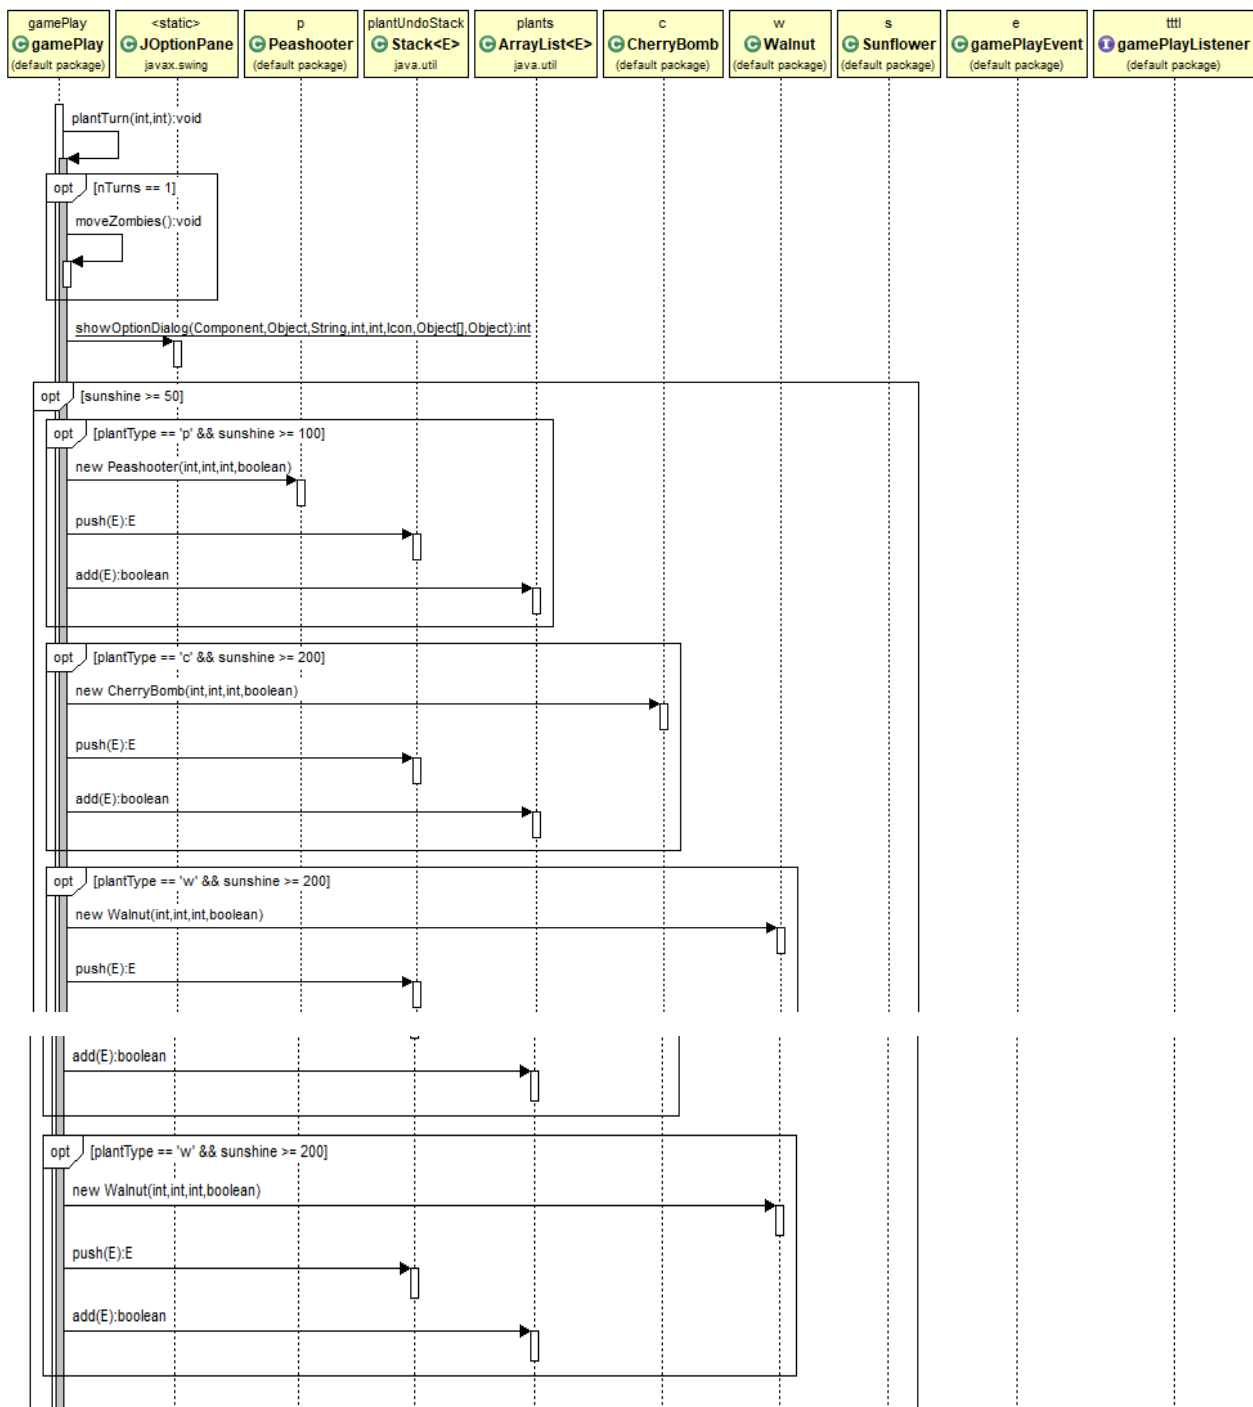 gamePlay
gamePlay
(default package)
<static>
JOptionPane
javax.swing
p
Peashooter
(default package)
plantUndoStack
Stack<E>
java.util
plants
ArrayList<E>
java.util
c
CherryBomb
(default package)
w
Walnut
(default package)
s
Sunflower
(default package)
e
gamePlayEvent
(default package)
tttl
gamePlayListener
(default package)
plantTurn(int,int):void
opt [nTurns == 1]
moveZombies():void
showOptionDialog(Component,Object,String,int,int,Icon,Object[],Object):int
opt [sunshine >= 50]
opt [plantType == 'p' && sunshine >= 100]
new Peashooter(int,int,int,boolean)
push(E):E
add(E):boolean
opt [plantType == 'c' && sunshine >= 200]
new CherryBomb(int,int,int,boolean)
push(E):E
add(E):boolean
opt [plantType == 'w' && sunshine >= 200]
new Walnut(int,int,int,boolean)
push(E):E
add(E):boolean
opt [plantType == 'w' && sunshine >= 200]
new Walnut(int,int,int,boolean)
push(E):E
add(E):boolean